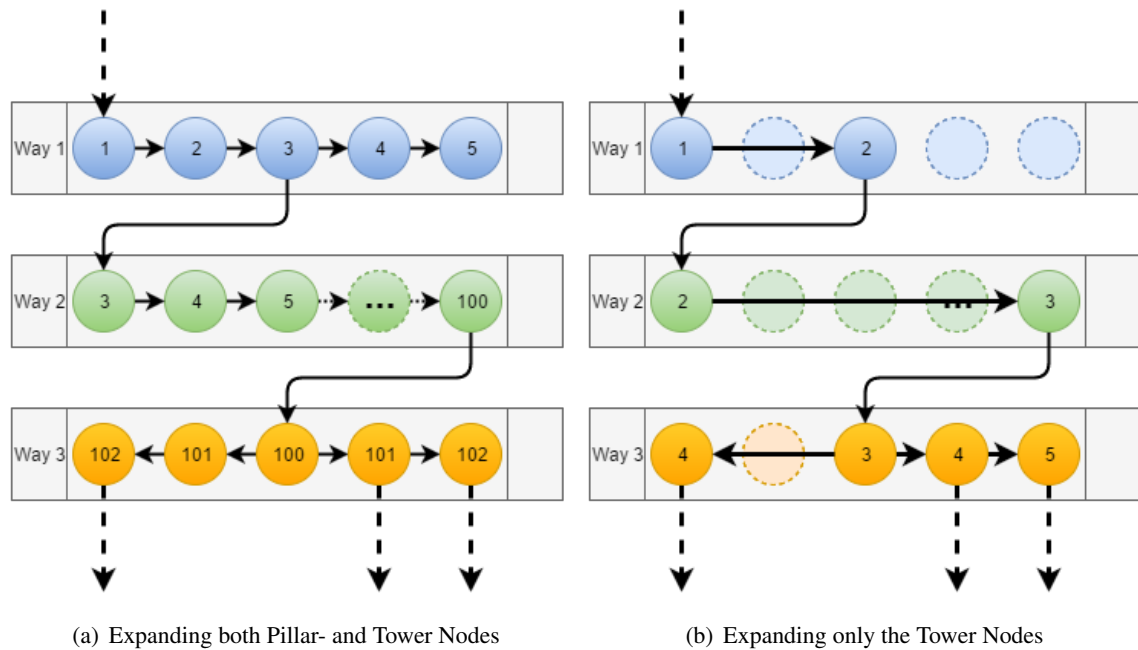 Way 1 1 2 3 4 5
Way 1 1 2
Way 2 3 4 5 ... 100
Way 2 2 ... 3
Way 3 102 101 100 101 102
Way 3 4 3 4 5
(a) Expanding both Pillar- and Tower Nodes
(b) Expanding only the Tower Nodes